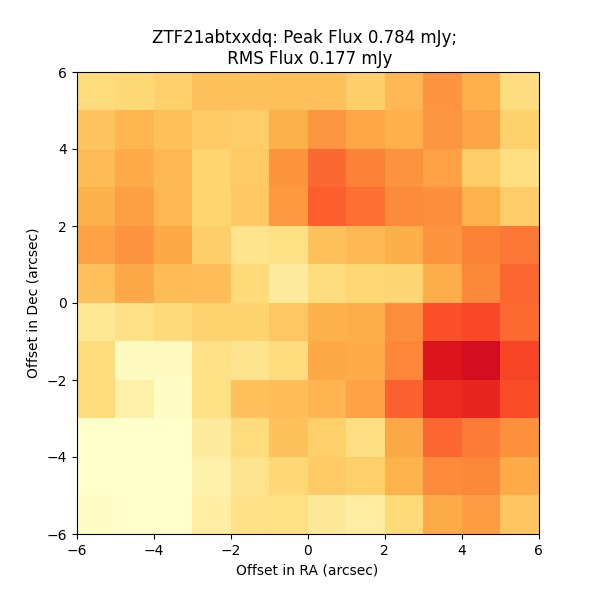 ZTF21abtxxdq: Peak Flux 0.784 mJy;
RMS Flux 0.177 mJy
6
4
2
0
−2
−4
−6
Offset in Dec (arcsec)
−6 −4 −2 0 2 4 6
Offset in RA (arcsec)